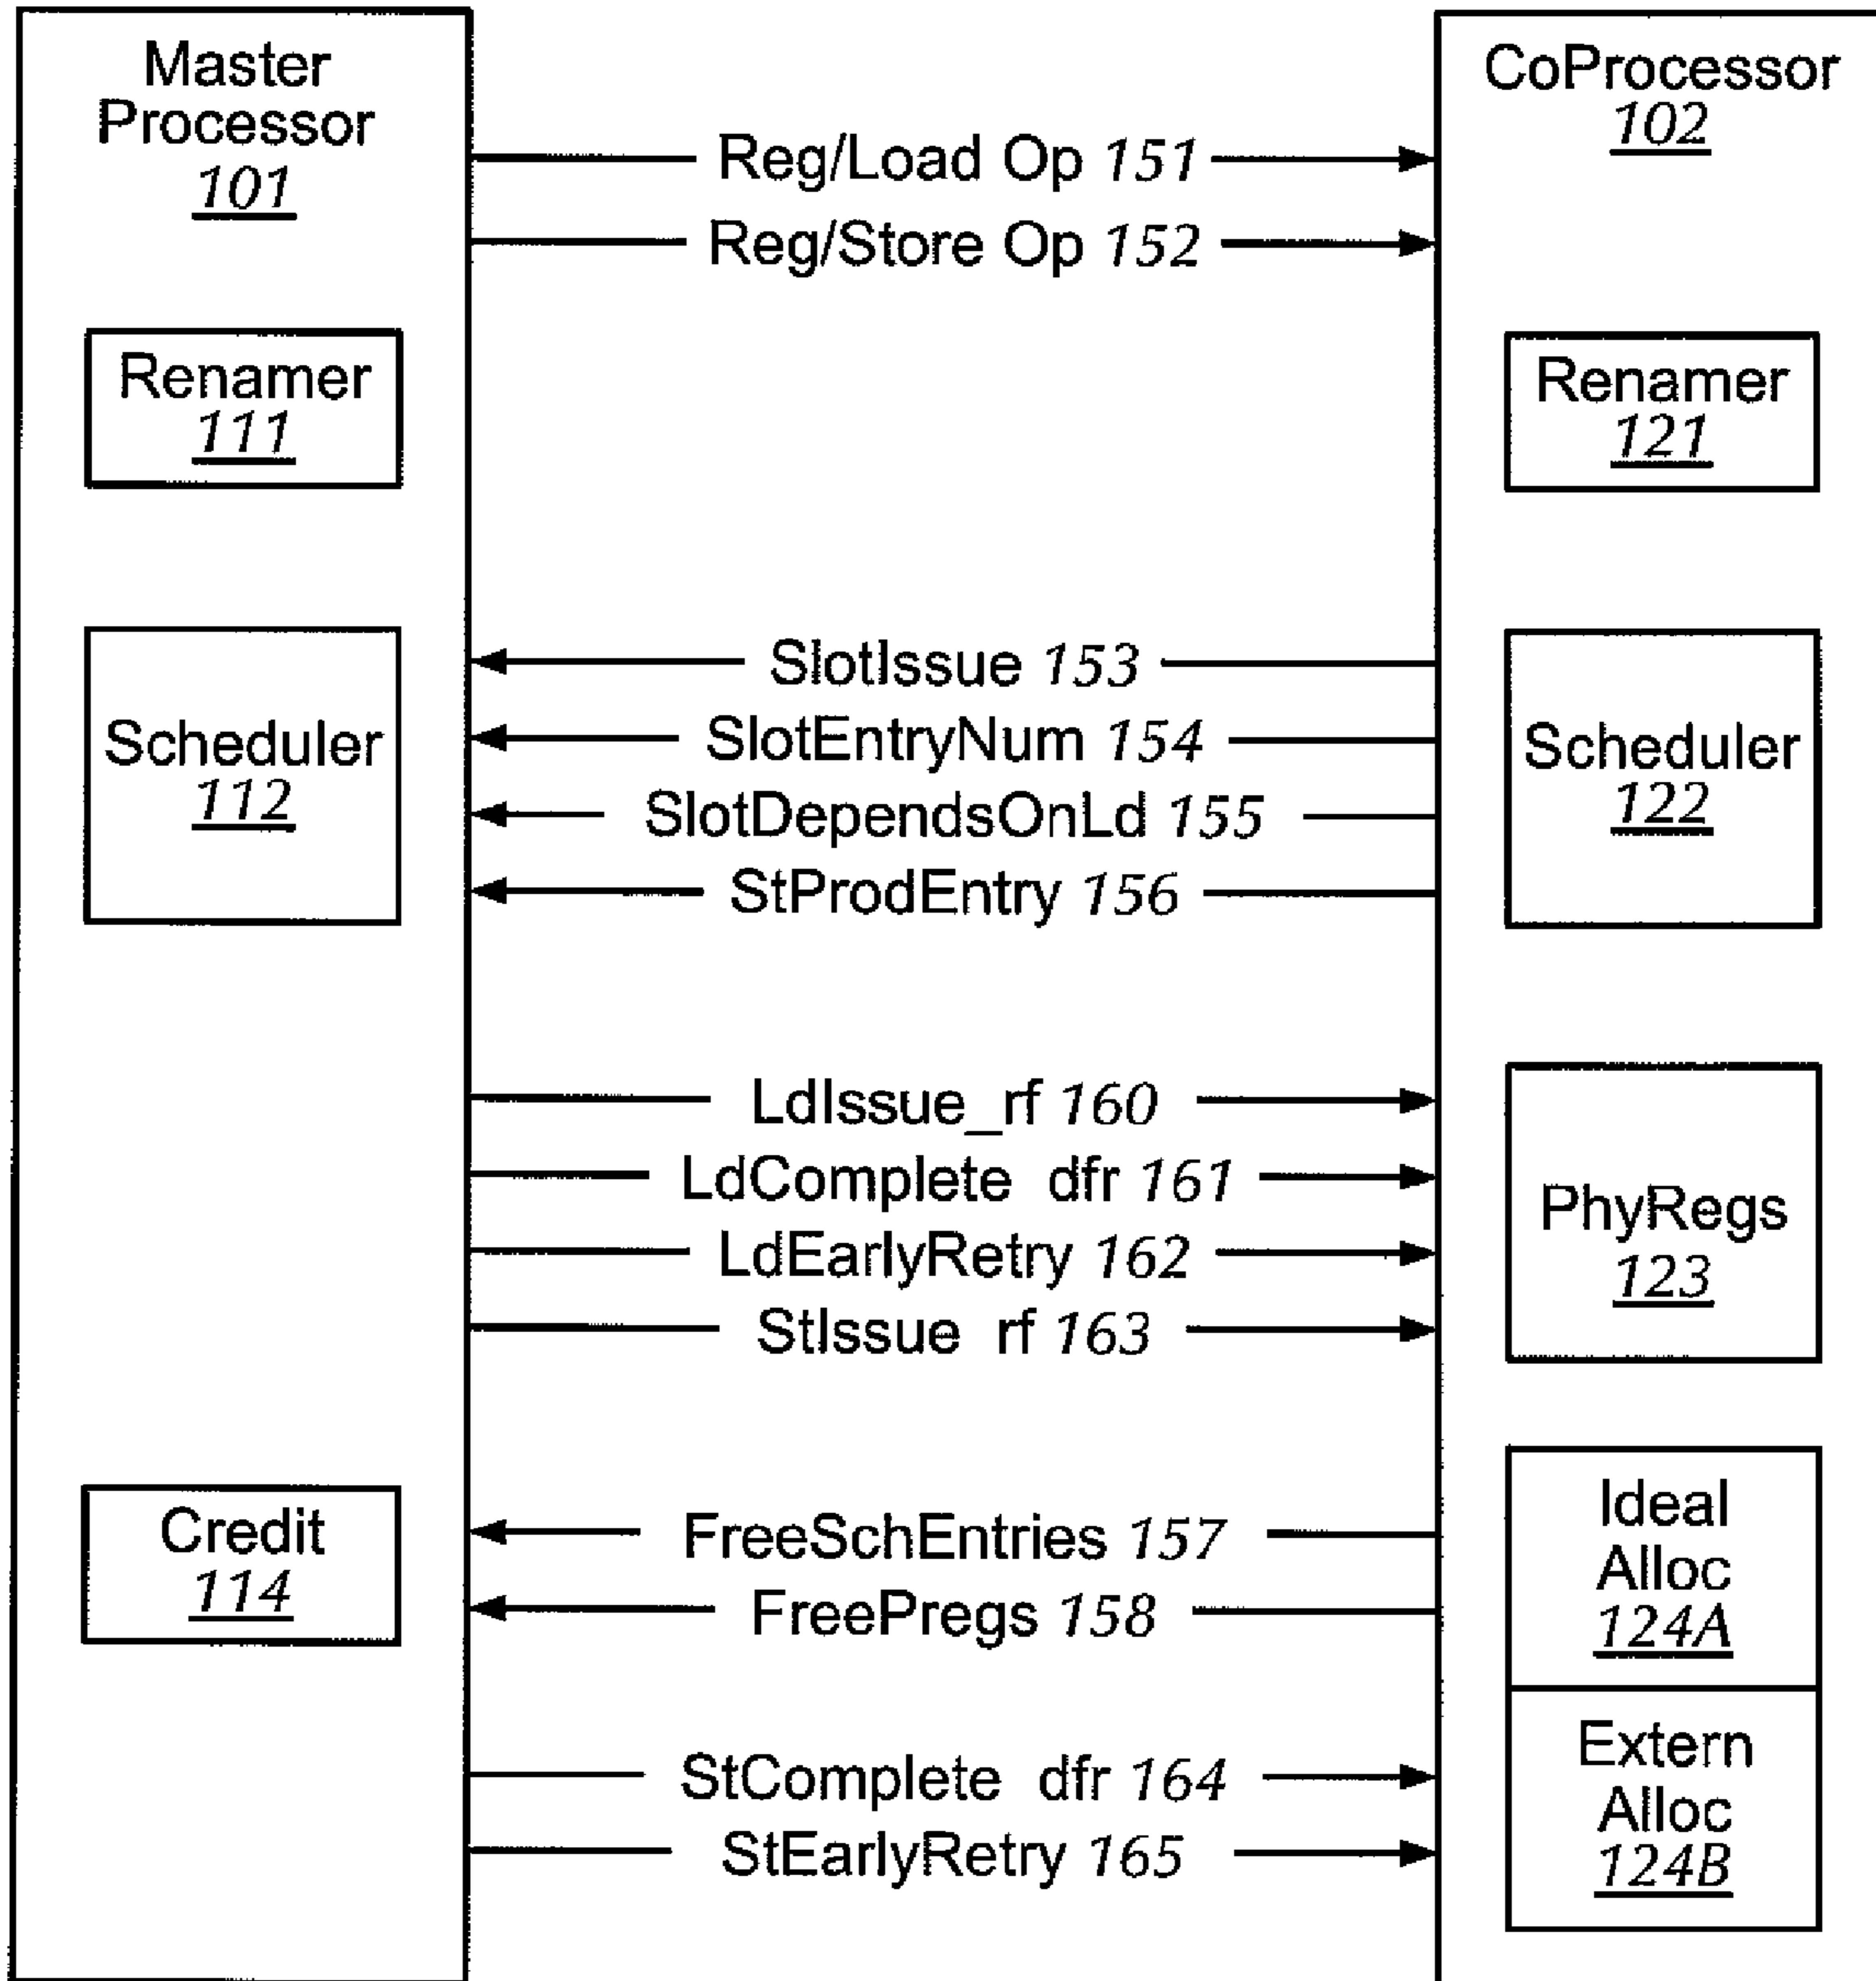 Master
Processor
101
CoProcessor
102
Reg/Load Op 151
Reg/Store Op 152
Renamer
111
Renamer
121
SlotIssue 153
SlotEntryNum 154
SlotDependsOnLd 155
StProdEntry 156
Scheduler
112
Scheduler
122
LdIssue_rf 160
LdComplete dfr 161
LdEarlyRetry 162
StIssue rf 163
PhyRegs
123
Credit
114
FreeSchEntries 157
FreePregs 158
Ideal
Alloc
124A
StComplete dfr 164
StEarlyRetry 165
Extern
Alloc
124B